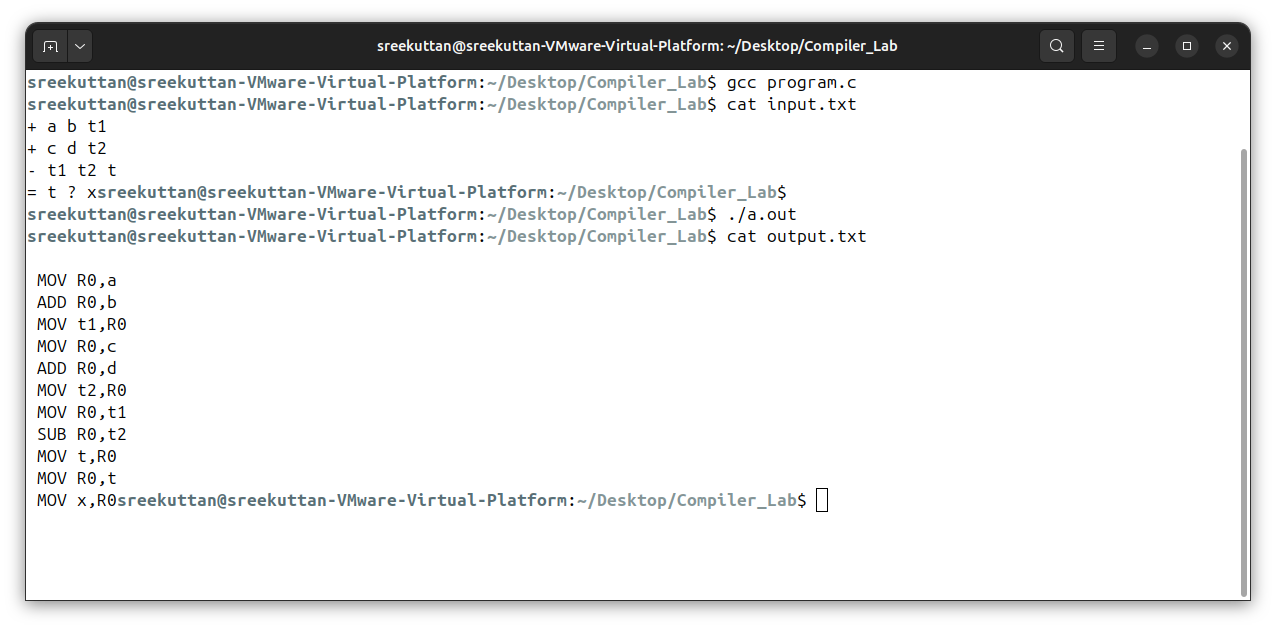 sreekuttan@sreekuttan-VMware-Virtual-Platform: ~/Desktop/Compiler_Lab
sreekuttan@sreekuttan-VMware-Virtual-Platform:~/Desktop/Compiler_Lab$ gcc program.c
sreekuttan@sreekuttan-VMware-Virtual-Platform:~/Desktop/Compiler_Lab$ cat input.txt
+ a b t1
+ c d t2
- t1 t2 t
= t ? xsreekuttan@sreekuttan-VMware-Virtual-Platform:~/Desktop/Compiler_Lab$
sreekuttan@sreekuttan-VMware-Virtual-Platform:~/Desktop/Compiler_Lab$ ./a.out
sreekuttan@sreekuttan-VMware-Virtual-Platform:~/Desktop/Compiler_Lab$ cat output.txt
MOV R0,a
ADD R0,b
MOV t1,R0
MOV R0,c
ADD R0,d
MOV t2,R0
MOV R0,t1
SUB R0,t2
MOV t,R0
MOV R0,t
MOV x,R0sreekuttan@sreekuttan-VMware-Virtual-Platform:~/Desktop/Compiler_Lab$